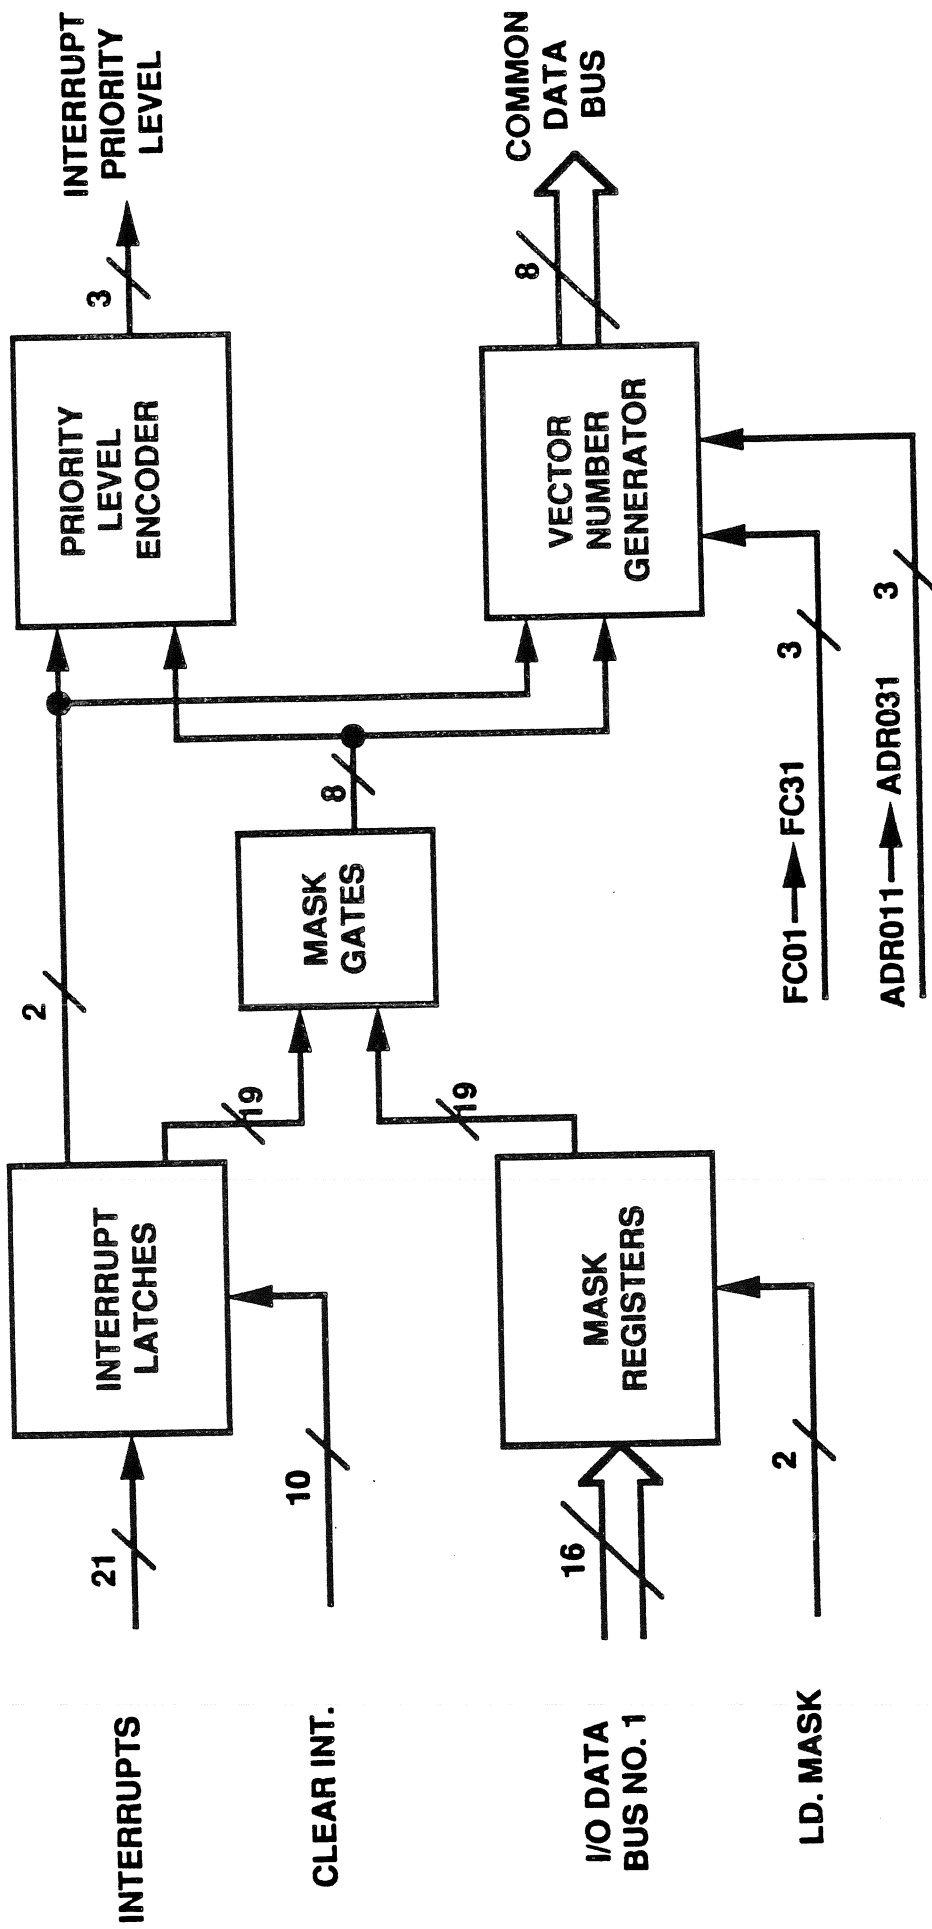 INTERRUPTS
21
INTERRUPT
LATCHES
2
PRIORITY
LEVEL
ENCODER
3
INTERRUPT
PRIORITY
LEVEL
CLEAR INT.
10
19
MASK
GATES
8
I/O DATA
BUS NO. 1
16
MASK
REGISTERS
19
VECTOR
NUMBER
GENERATOR
8
COMMON
DATA
BUS
LD. MASK
2
FC01 → FC31
3
ADR011 → ADR031
3